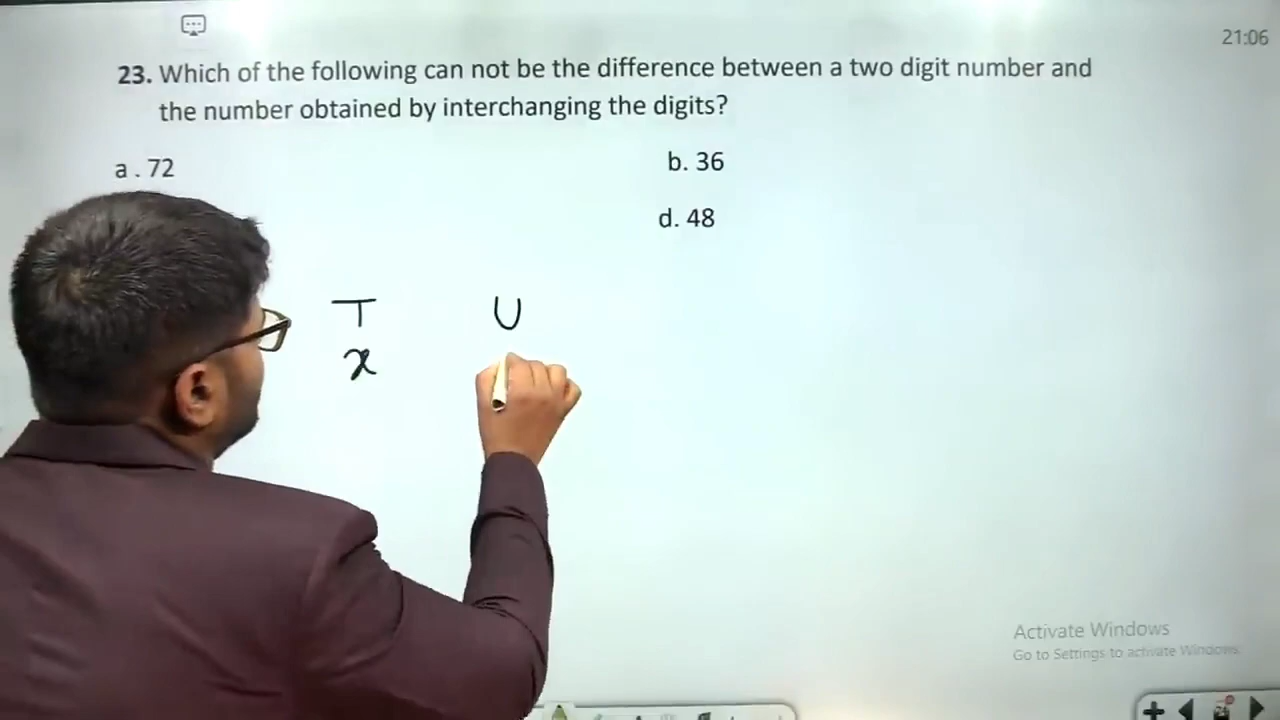 21:06
23. Which of the following can not be the difference between a two digit number and
the number obtained by interchanging the digits?
a . 72
b. 36
d. 48
T U
x
Activate Windows
Go to Settings to activate Windows.